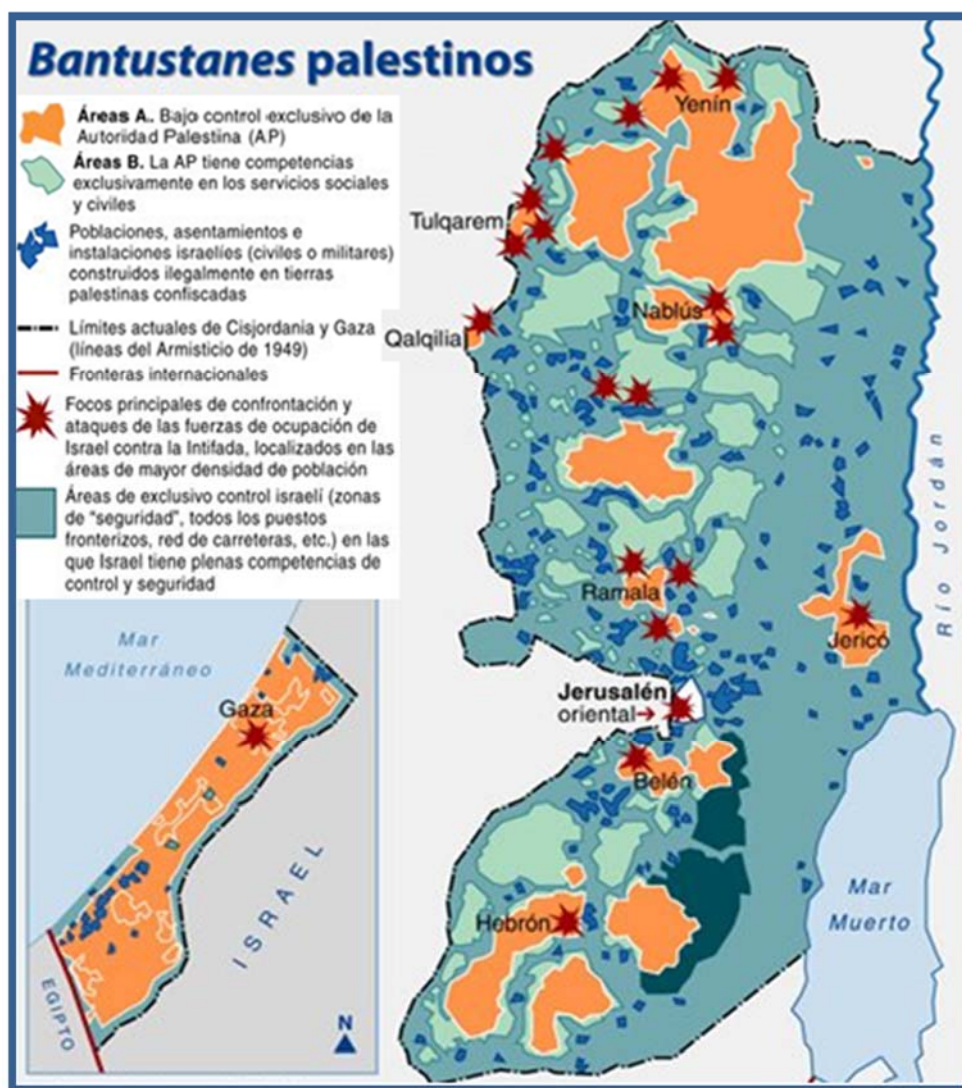 Bantustanes palestinos
Áreas A. Bajo control exclusivo de la
Autoridad Palestina (AP)
Áreas B. La AP tiene competencias
exclusivamente en los servicios sociales
y civiles
Poblaciones, asentamientos e
instalaciones israelíes (civiles o militares)
construidos ilegalmente en tierras
palestinas confiscadas
Límites actuales de Cisjordania y Gaza
(líneas del Armisticio de 1949)
Fronteras internacionales
Focos principales de confrontación y
ataques de las fuerzas de ocupación de
Israel contra la Intifada, localizados en las
áreas de mayor densidad de población
Áreas de exclusivo control israelí (zonas
de “seguridad”, todos los puestos
fronterizos, red de carreteras, etc.) en las
que Israel tiene plenas competencias de
control y seguridad
Yenín
Tulqarem
Nablús
Qalqilia
Ramala
Jericó
Río Jordán
Jerusalén
oriental→
Belén
Hebrón
Mar
Muerto
Mar
Mediterráneo
Gaza
ISRAEL
EGIPTO
N